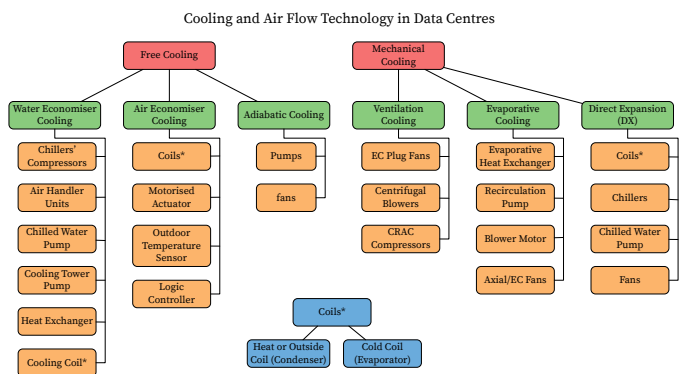 Cooling and Air Flow Technology in Data Centres
Free Cooling
Mechanical
Cooling
Water Economiser
Cooling
Air Economiser
Cooling
Adiabatic Cooling
Ventilation
Cooling
Evaporative
Cooling
Direct Expansion
(DX)
Chillers'
Compressors
Air Handler
Units
Chilled Water
Pump
Cooling Tower
Pump
Heat Exchanger
Cooling Coil*
Coils*
Motorised
Actuator
Outdoor
Temperature
Sensor
Logic
Controller
Pumps
fans
EC Plug Fans
Centrifugal
Blowers
CRAC
Compressors
Evaporative
Heat Exchanger
Recirculation
Pump
Blower Motor
Axial/EC Fans
Coils*
Chillers
Chilled Water
Pump
Fans
Coils*
Heat or Outside
Coil (Condenser)
Cold Coil
(Evaporator)